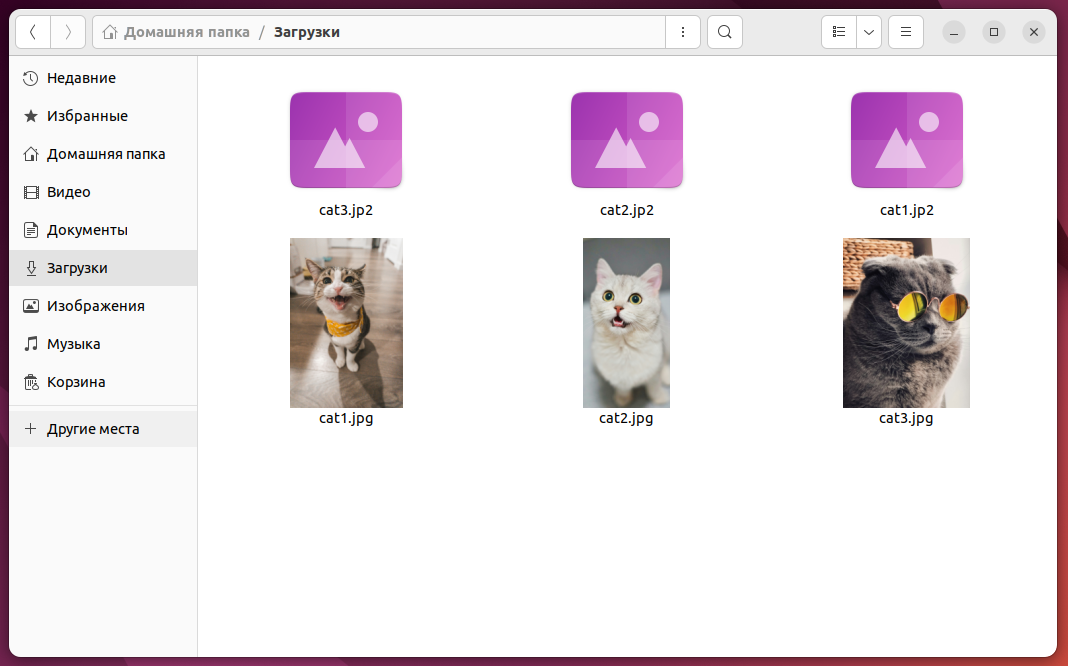 Домашняя папка / Загрузки
Недавние
Избранные
Домашняя папка
Видео
Документы
Загрузки
Изображения
Музыка
Корзина
Другие места
cat3.jp2
cat2.jp2
cat1.jp2
cat1.jpg
cat2.jpg
cat3.jpg